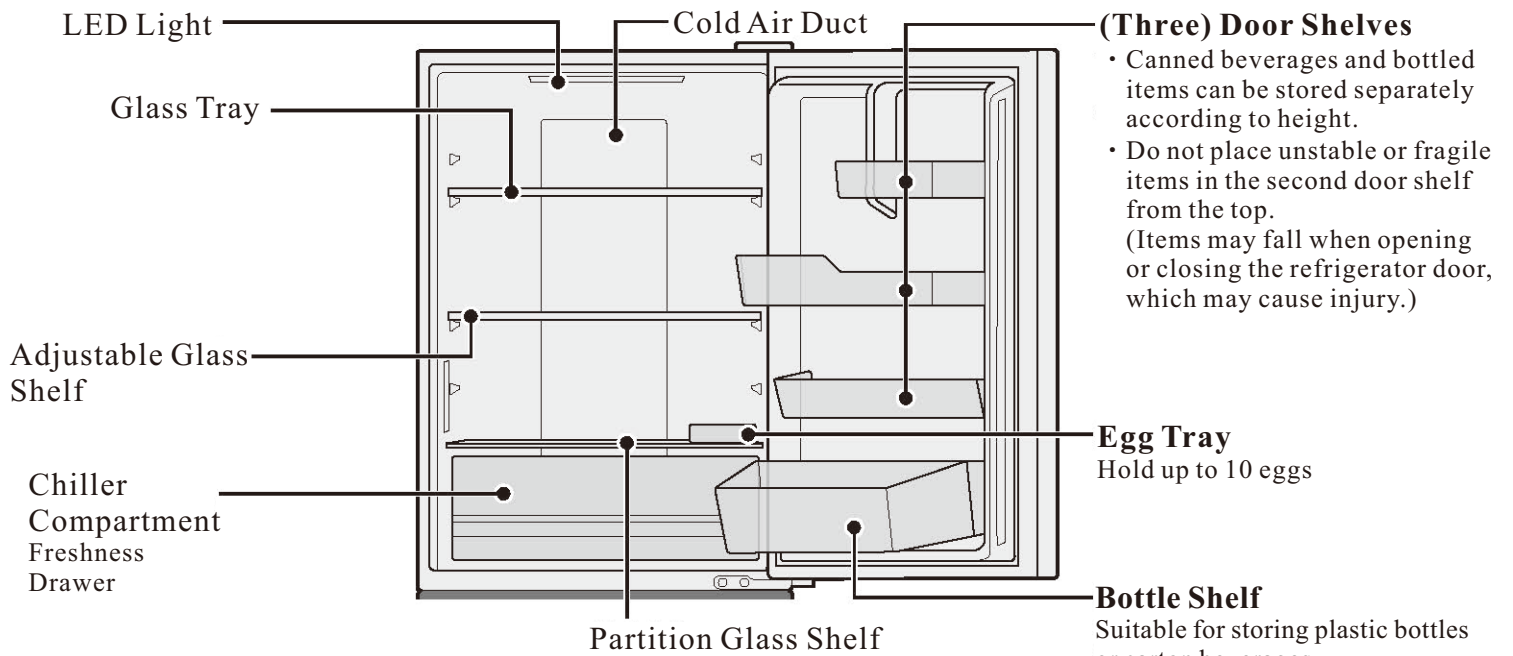 LED Light
Cold Air Duct
Glass Tray
Adjustable Glass
Shelf
Chiller
Compartment
Freshness
Drawer
Partition Glass Shelf
(Three) Door Shelves
・Canned beverages and bottled
items can be stored separately
according to height.
・Do not place unstable or fragile
items in the second door shelf
from the top.
(Items may fall when opening
or closing the refrigerator door,
which may cause injury.)
Egg Tray
Hold up to 10 eggs
Bottle Shelf
Suitable for storing plastic bottles